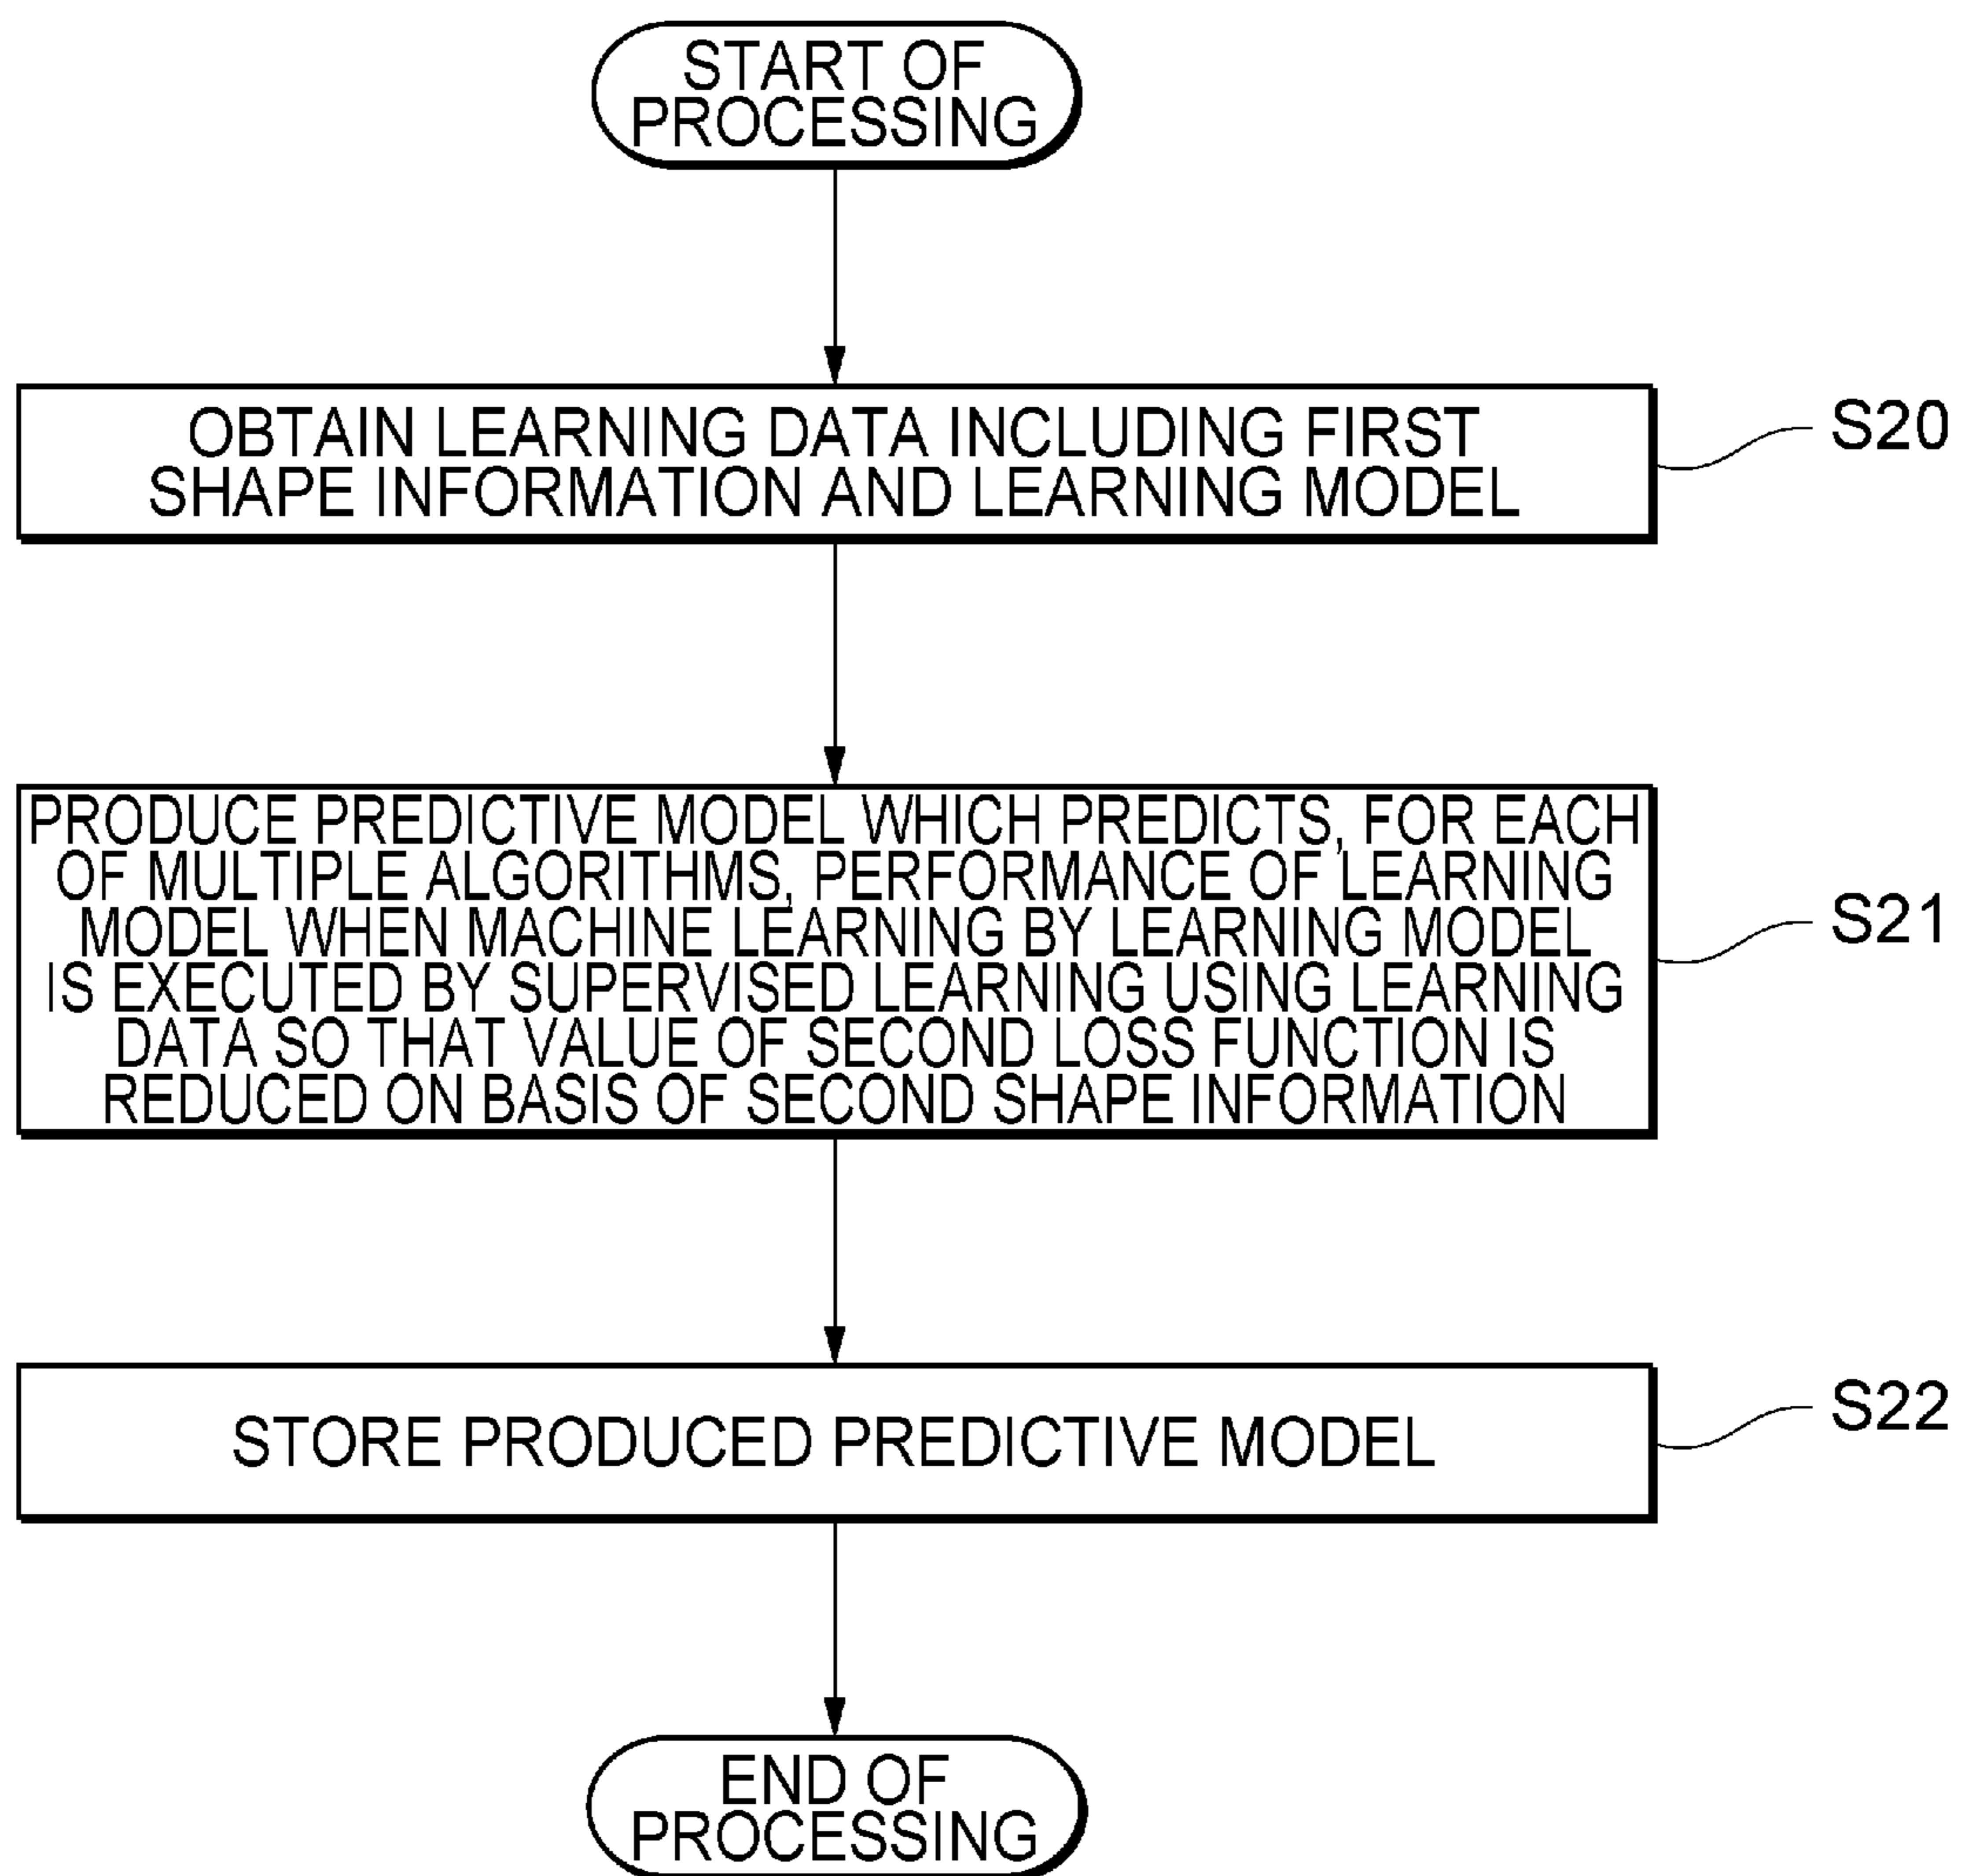 START OF
PROCESSING
OBTAIN LEARNING DATA INCLUDING FIRST
SHAPE INFORMATION AND LEARNING MODEL
S20
PRODUCE PREDICTIVE MODEL WHICH PREDICTS, FOR EACH
OF MULTIPLE ALGORITHMS, PERFORMANCE OF LEARNING
MODEL WHEN MACHINE LEARNING BY LEARNING MODEL
IS EXECUTED BY SUPERVISED LEARNING USING LEARNING
DATA SO THAT VALUE OF SECOND LOSS FUNCTION IS
REDUCED ON BASIS OF SECOND SHAPE INFORMATION
S21
STORE PRODUCED PREDICTIVE MODEL
S22
END OF
PROCESSING